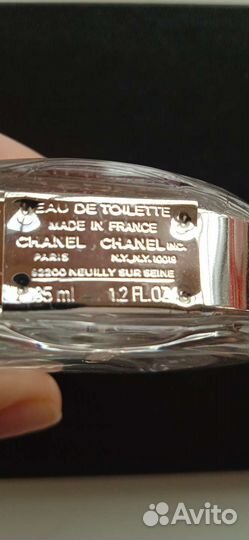 EAU DE TOILETTE
MADE IN FRANCE
CHANEL CHANEL INC.
PARIS N.Y., N.Y. 10019
92200 NEUILLY SUR SEINE
35 ml 1.2 FL.OZ.
Avito